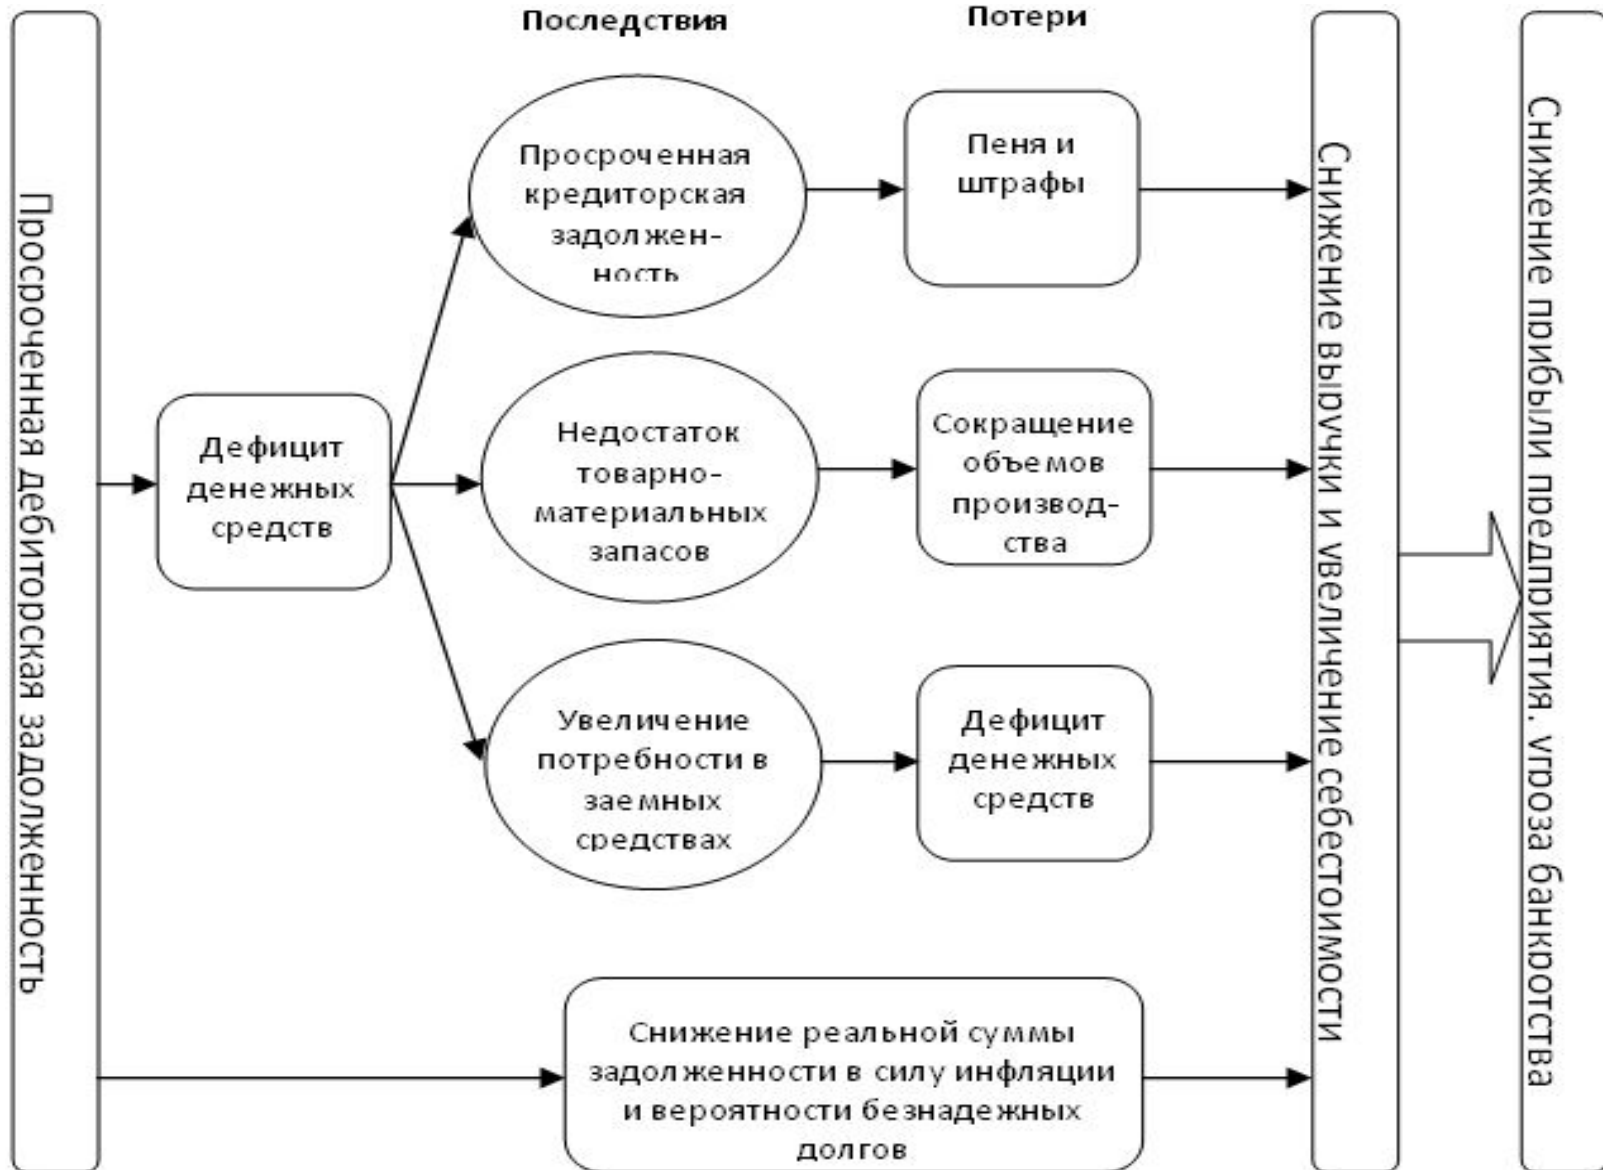 Последствия
Потери
Просроченная дебиторская задолженность
Дефицит
денежных
средств
Просроченная
кредиторская
задолжен-
ность
Пеня и
штрафы
Недостаток
товарно-
материальных
запасов
Сокращение
объемов
производ-
ства
Увеличение
потребности в
заемных
средствах
Дефицит
денежных
средств
Снижение реальной суммы
задолженности в силу инфляции
и вероятности безнадежных
долгов
Снижение выручки и увеличение себестоимости
Снижение прибыли предприятия. угроза банкротства